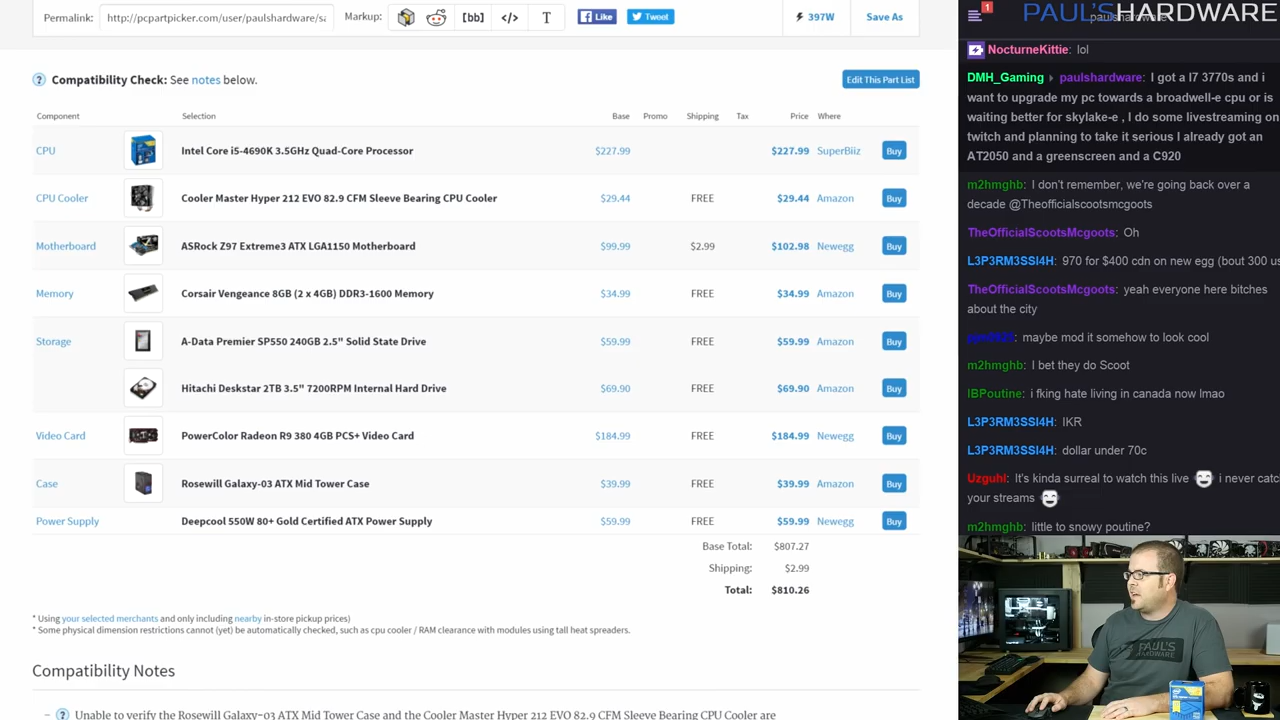 Permalink: http://pcpartpicker.com/user/paulshardware/sa Markup: [bb] </> T Like Tweet 397W Save As
? Compatibility Check: See notes below. Edit This Part List
Component Selection Base Promo Shipping Tax Price Where
CPU Intel Core i5-4690K 3.5GHz Quad-Core Processor $227.99 $227.99 SuperBiiz Buy
CPU Cooler Cooler Master Hyper 212 EVO 82.9 CFM Sleeve Bearing CPU Cooler $29.44 FREE $29.44 Amazon Buy
Motherboard ASRock Z97 Extreme3 ATX LGA1150 Motherboard $99.99 $2.99 $102.98 Newegg Buy
Memory Corsair Vengeance 8GB (2 x 4GB) DDR3-1600 Memory $34.99 FREE $34.99 Amazon Buy
Storage A-Data Premier SP550 240GB 2.5" Solid State Drive $59.99 FREE $59.99 Amazon Buy
Hitachi Deskstar 2TB 3.5" 7200RPM Internal Hard Drive $69.90 FREE $69.90 Amazon Buy
Video Card PowerColor Radeon R9 380 4GB PCS+ Video Card $184.99 FREE $184.99 Newegg Buy
Case Rosewill Galaxy-03 ATX Mid Tower Case $39.99 FREE $39.99 Amazon Buy
Power Supply Deepcool 550W 80+ Gold Certified ATX Power Supply $59.99 FREE $59.99 Newegg Buy
Base Total: $807.27
Shipping: $2.99
Total: $810.26
* Using your selected merchants and only including nearby in-store pickup prices)
* Some physical dimension restrictions cannot (yet) be automatically checked, such as cpu cooler / RAM clearance with modules using tall heat spreaders.
Compatibility Notes
– ? Unable to verify the Rosewill Galaxy-03 ATX Mid Tower Case and the Cooler Master Hyper 212 EVO 82.9 CFM Sleeve Bearing CPU Cooler are
1 PAUL'SHARDWARE
paulshardware
NocturneKittie: lol
DMH_Gaming paulshardware: I got a I7 3770s and i
want to upgrade my pc towards a broadwell-e cpu or is
waiting better for skylake-e , I do some livestreaming on
twitch and planning to take it serious I already got an
AT2050 and a greenscreen and a C920
m2hmghb: I don't remember, we're going back over a
decade @Theofficialscootsmcgoots
TheOfficialScootsMcgoots: Oh
L3P3RM3SSI4H: 970 for $400 cdn on new egg (bout 300 us
TheOfficialScootsMcgoots: yeah everyone here bitches
about the city
maybe mod it somehow to look cool
m2hmghb: I bet they do Scoot
IBPoutine: i fking hate living in canada now lmao
L3P3RM3SSI4H: IKR
L3P3RM3SSI4H: dollar under 70c
Uzguhl: It's kinda surreal to watch this live i never catc
your streams
m2hmghb: little to snowy poutine?
PAUL'S
HARDWARE